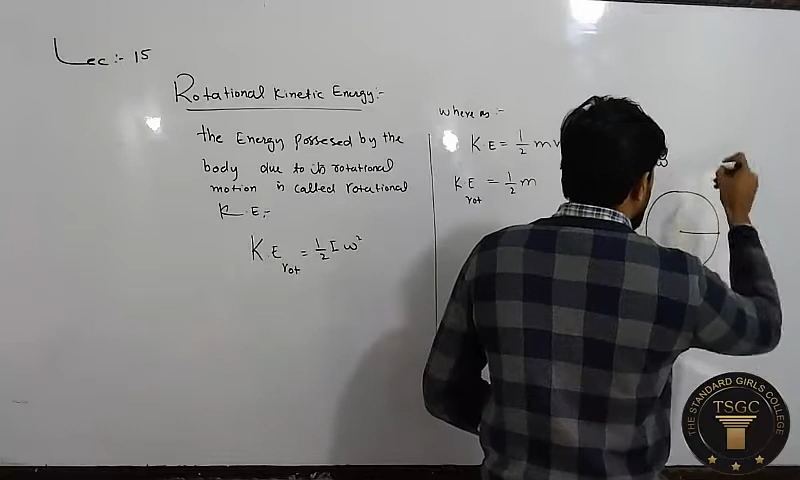 Lec:- 15
Rotational Kinetic Energy:-
the Energy possesed by the
body due to its rotational
motion is called rotational
K.E:-
K.E rot = 1/2 I ω²
where as :-
K.E = 1/2 m v
K.E rot = 1/2 m
ω
THE STANDARD GIRLS COLLEGE
TSGC